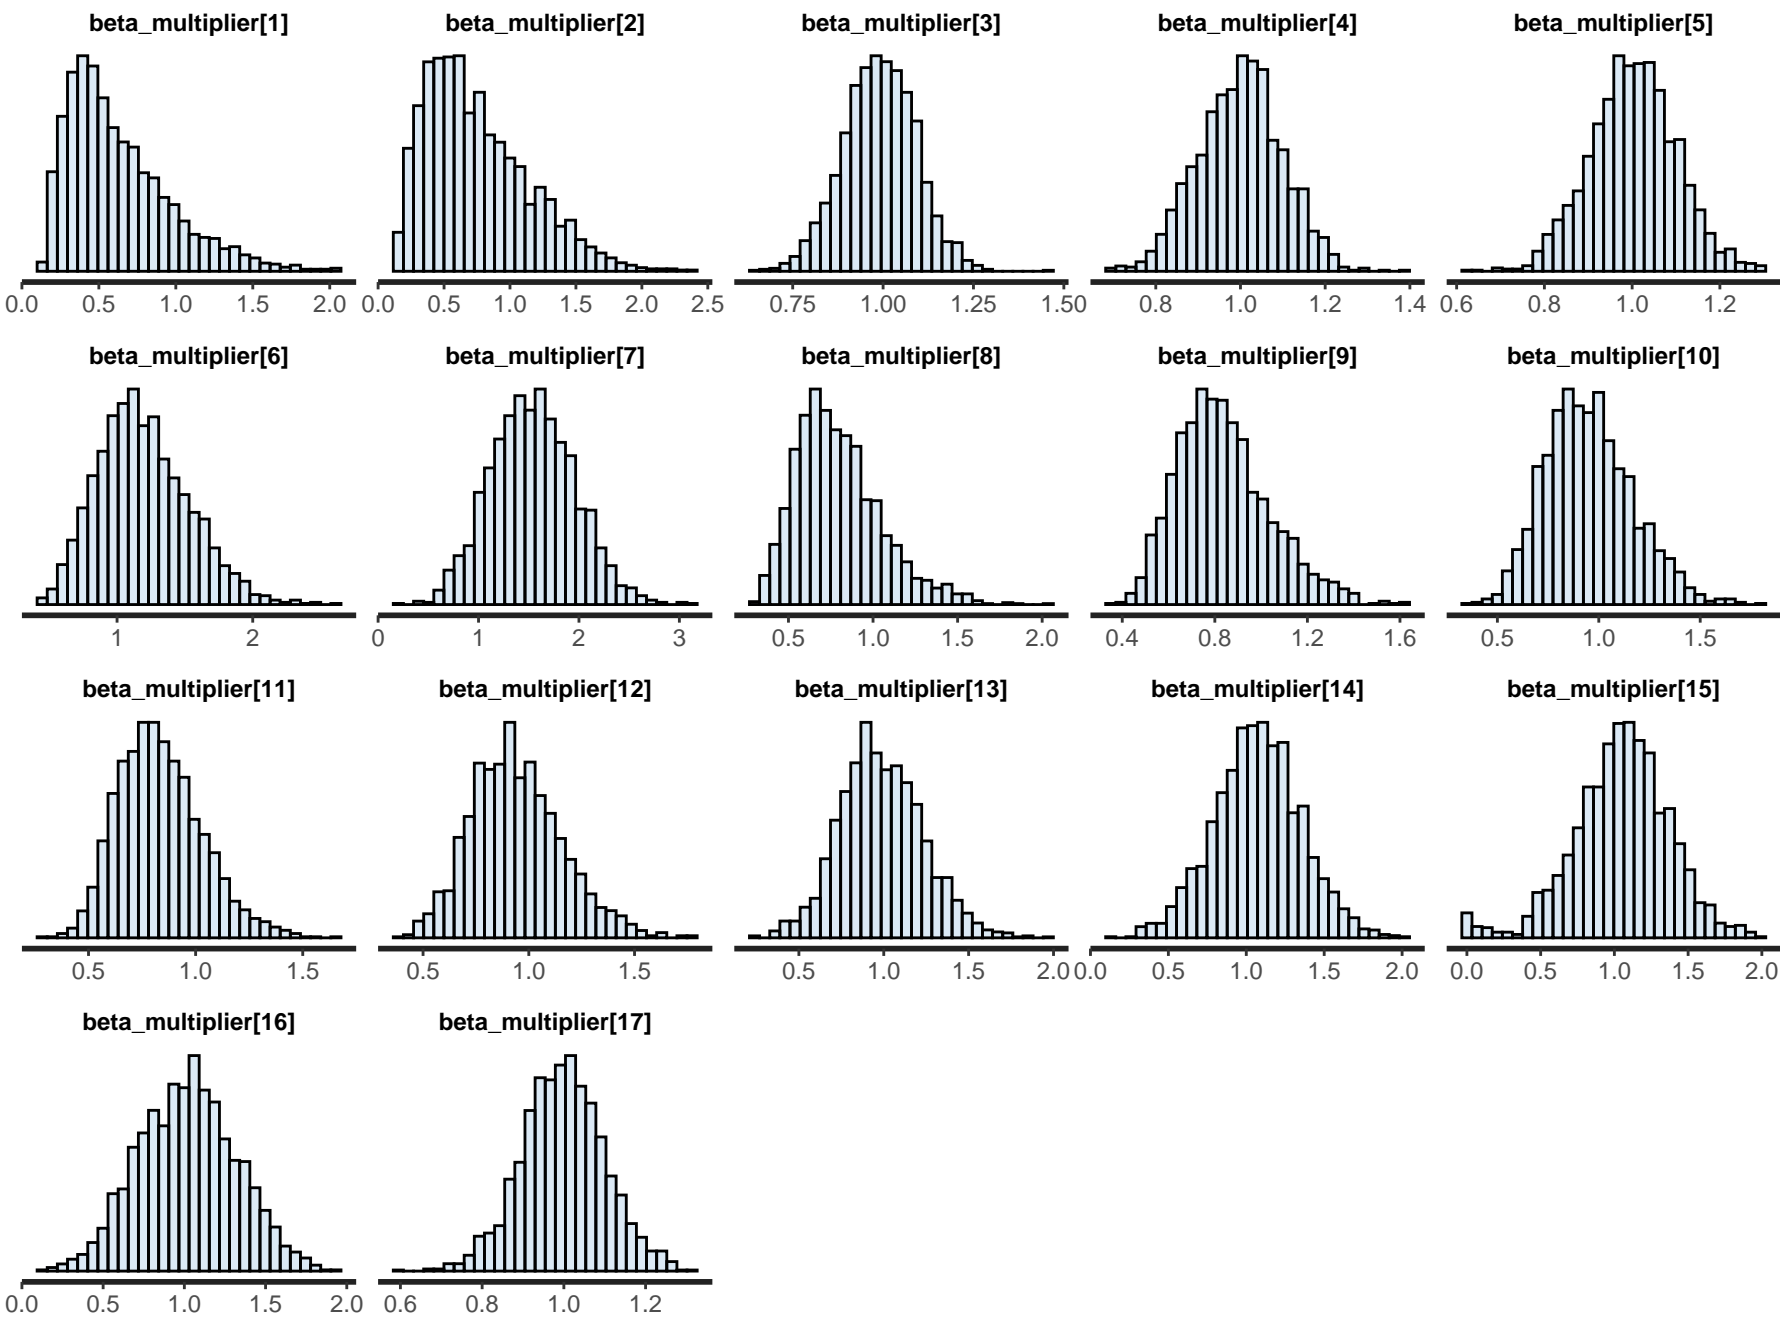 beta_multiplier[1] beta_multiplier[2] beta_multiplier[3] beta_multiplier[4] beta_multiplier[5]
0.0 0.5 1.0 1.5 2.0 0.0 0.5 1.0 1.5 2.0 2.5 0.75 1.00 1.25 1.50 0.8 1.0 1.2 1.4 0.6 0.8 1.0 1.2
beta_multiplier[6] beta_multiplier[7] beta_multiplier[8] beta_multiplier[9] beta_multiplier[10]
1 2 0 1 2 3 0.5 1.0 1.5 2.0 0.4 0.8 1.2 1.6 0.5 1.0 1.5
beta_multiplier[11] beta_multiplier[12] beta_multiplier[13] beta_multiplier[14] beta_multiplier[15]
0.5 1.0 1.5 0.5 1.0 1.5 0.5 1.0 1.5 2.0 0.0 0.5 1.0 1.5 2.0 0.0 0.5 1.0 1.5 2.0
beta_multiplier[16] beta_multiplier[17]
0.0 0.5 1.0 1.5 2.0 0.6 0.8 1.0 1.2